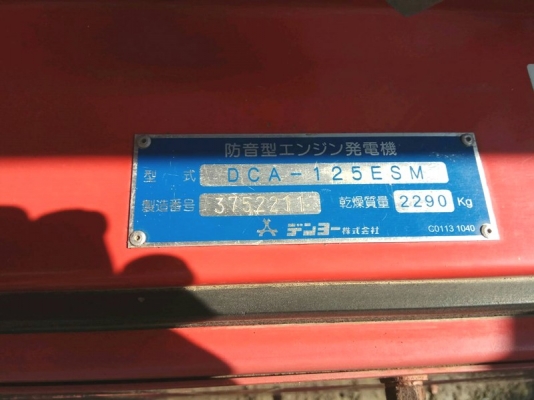 防音型エンジン発電機
型式 DCA-125ESM
製造番号 3752211 乾燥質量 2290 Kg
デンヨー株式会社 C0113 1040